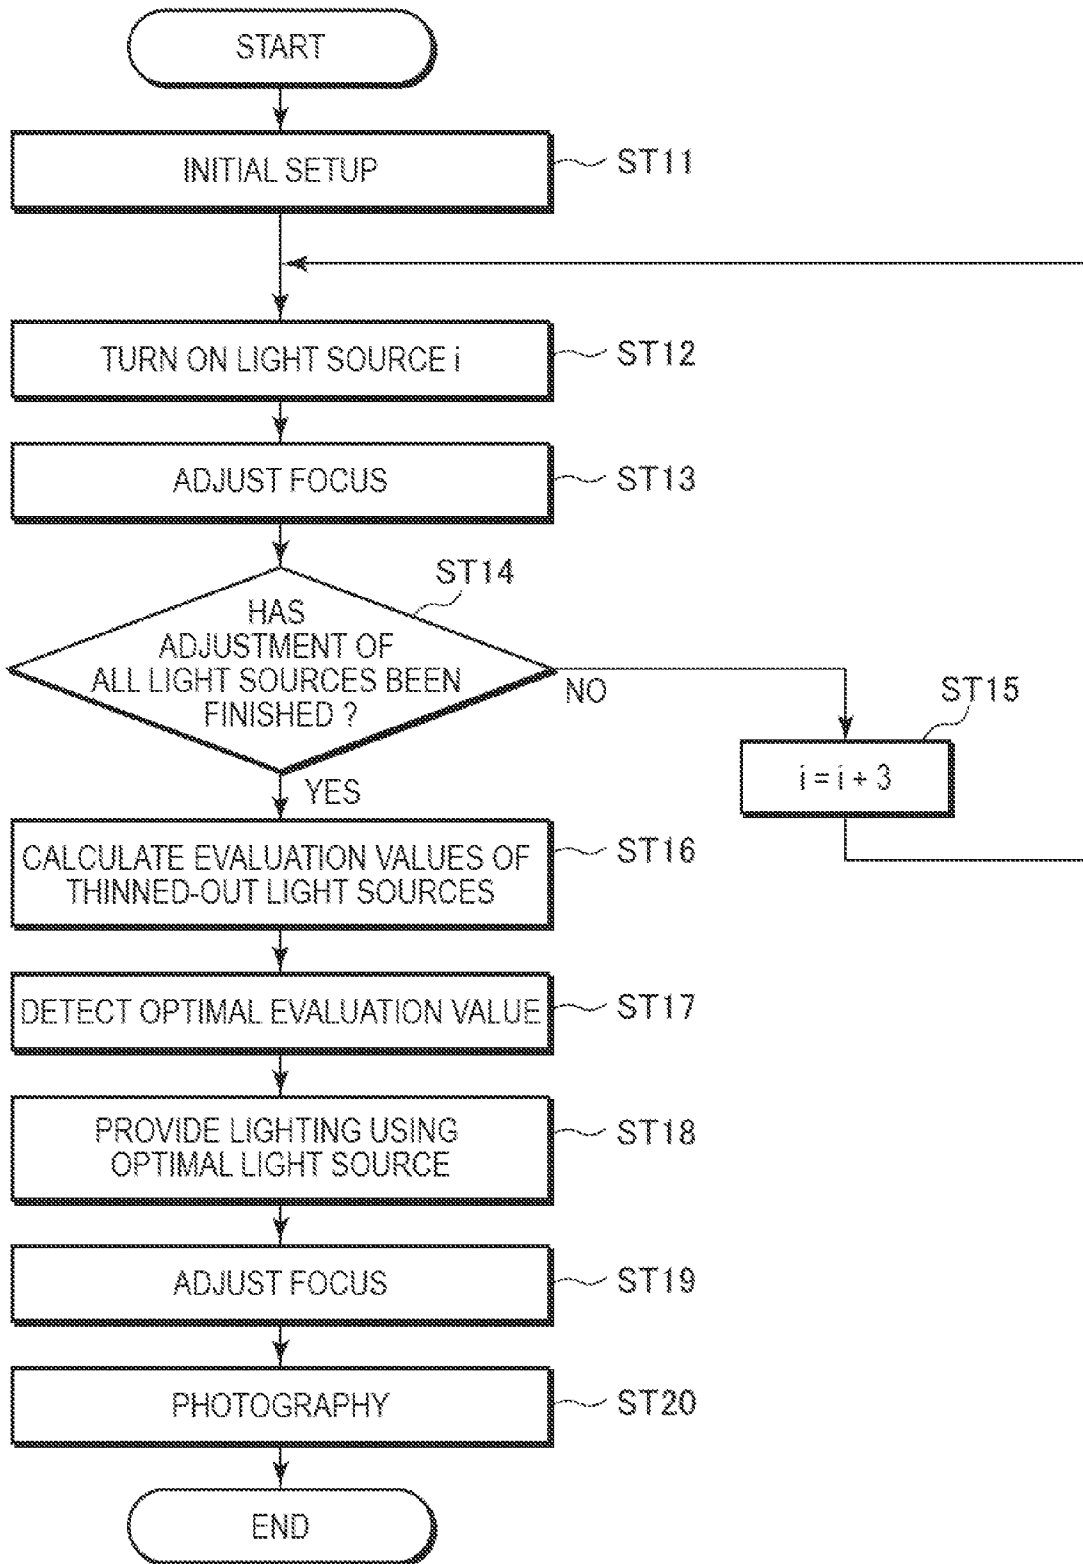 START
INITIAL SETUP
ST11
TURN ON LIGHT SOURCE i
ST12
ADJUST FOCUS
ST13
ST14
HAS
ADJUSTMENT OF
ALL LIGHT SOURCES BEEN
FINISHED ?
NO
ST15
i = i + 3
YES
CALCULATE EVALUATION VALUES OF
THINNED-OUT LIGHT SOURCES
ST16
DETECT OPTIMAL EVALUATION VALUE
ST17
PROVIDE LIGHTING USING
OPTIMAL LIGHT SOURCE
ST18
ADJUST FOCUS
ST19
PHOTOGRAPHY
ST20
END